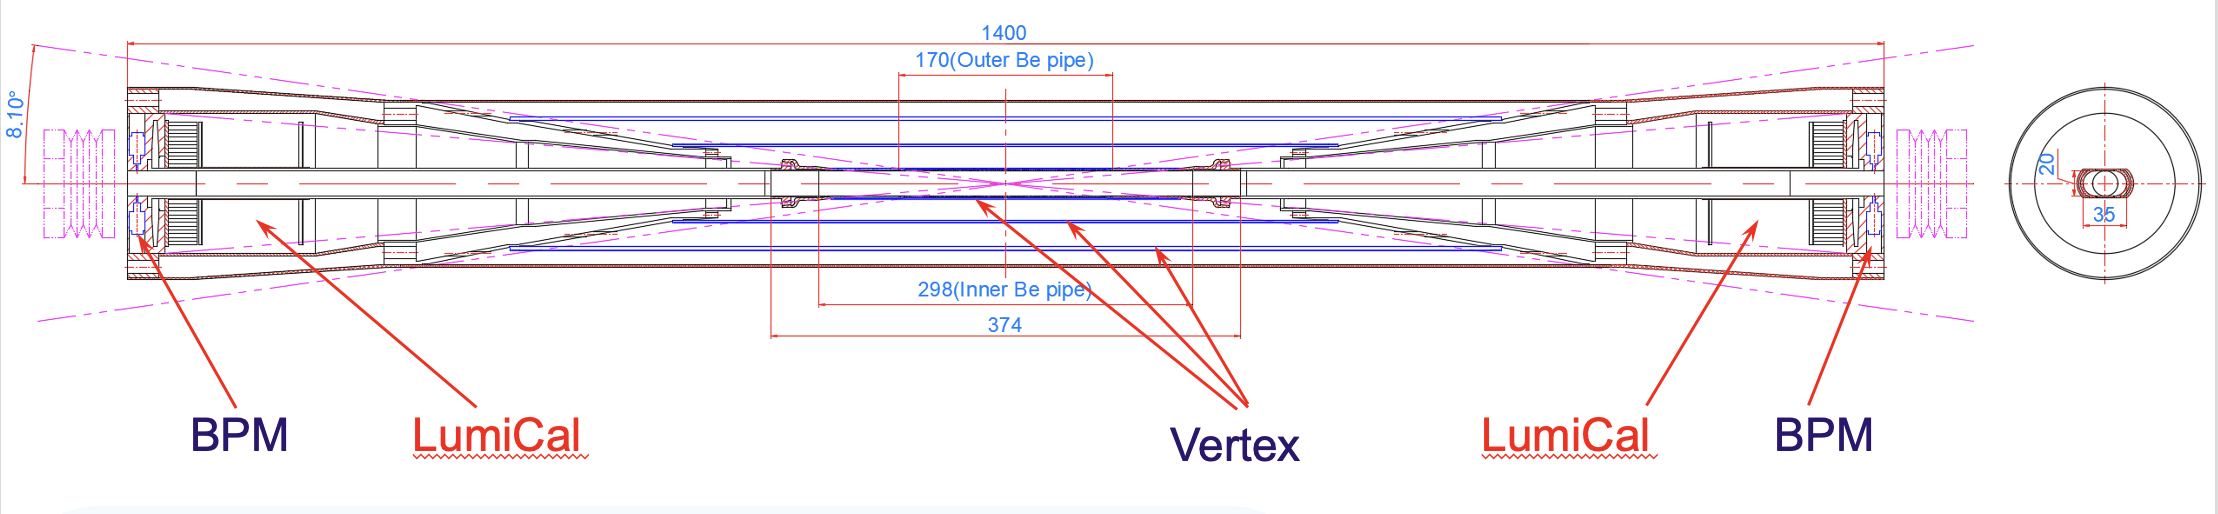 1400
170(Outer Be pipe)
8.10°
20
35
298(Inner Be pipe)
374
BPM
LumiCal
Vertex
LumiCal
BPM